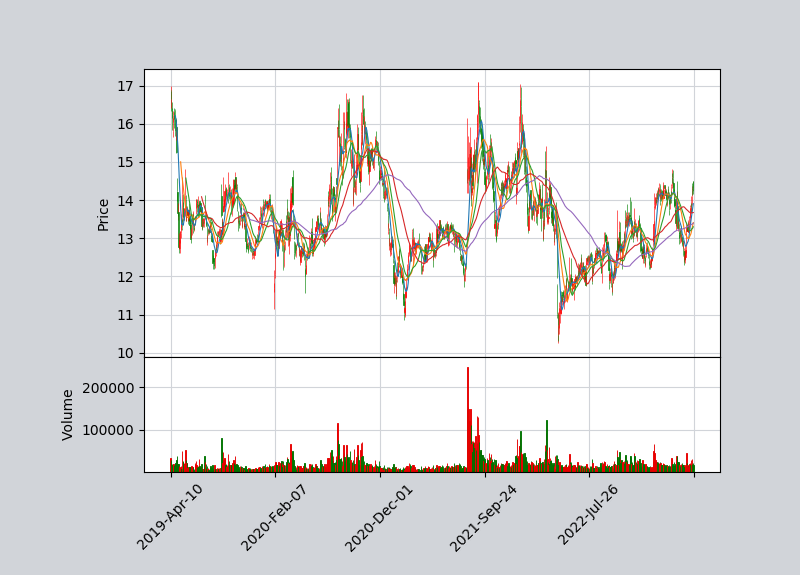 17
16
15
14
13
12
11
10
Price
200000
100000
Volume
2019-Apr-10
2020-Feb-07
2020-Dec-01
2021-Sep-24
2022-Jul-26